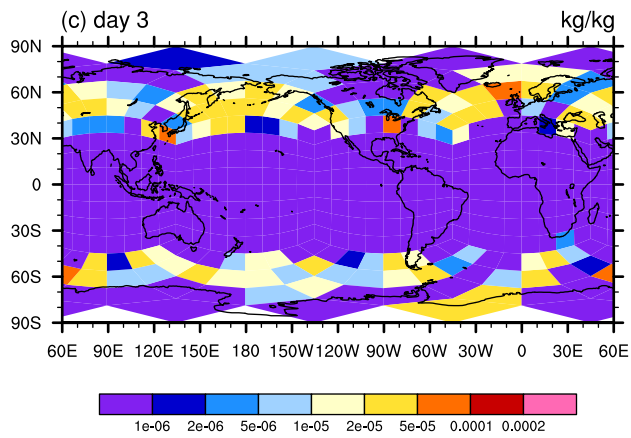 (c) day 3 kg/kg
90N
60N
30N
0
30S
60S
90S
60E 90E 120E 150E 180 150W 120W 90W 60W 30W 0 30E 60E
1e-06 2e-06 5e-06 1e-05 2e-05 5e-05 0.0001 0.0002